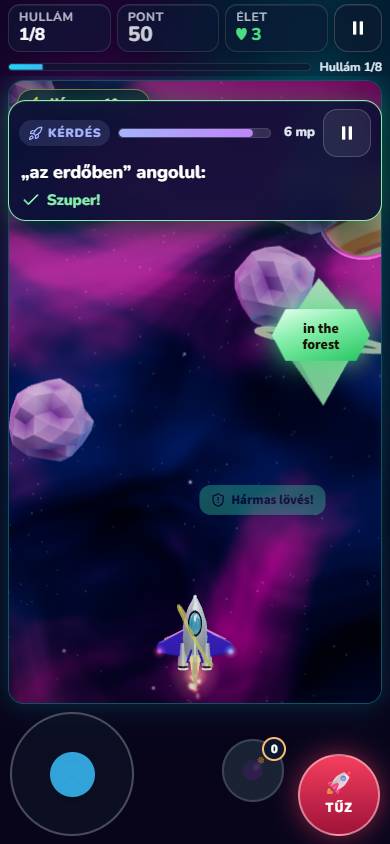 HULLÁM
1/8
PONT
50
ÉLET
3
Hullám 1/8
KÉRDÉS
6 mp
„az erdőben” angolul:
Szuper!
in the
forest
Hármas lövés!
0
TŰZ